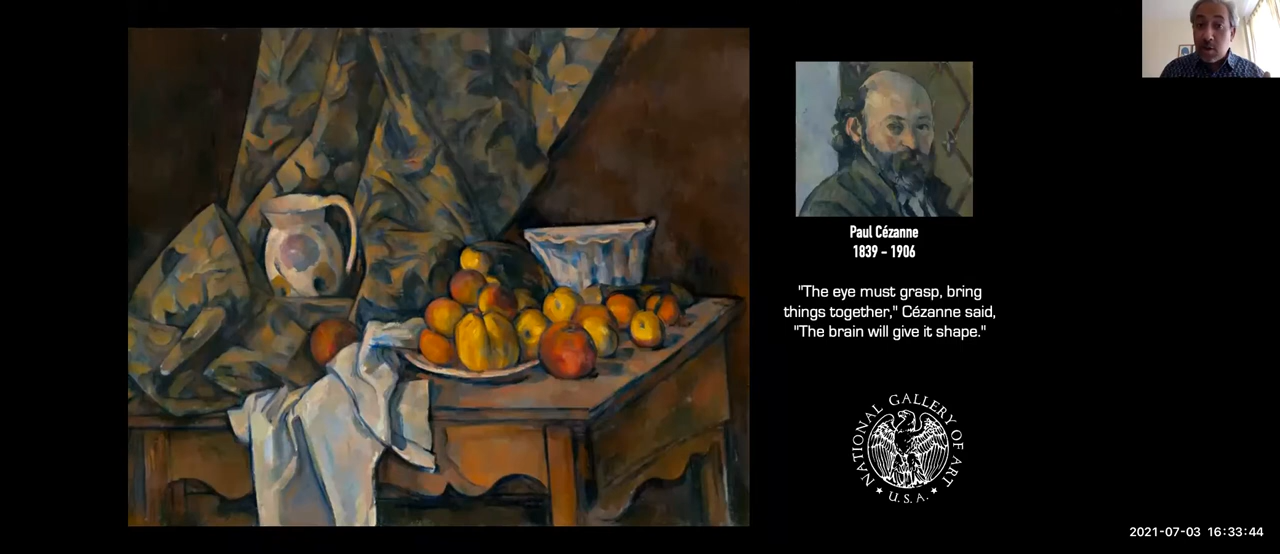 Paul Cézanne
1839 - 1906
"The eye must grasp, bring
things together," Cézanne said,
"The brain will give it shape."
NATIONAL GALLERY OF ART
★ U.S.A. ★
2021-07-03 16:33:44